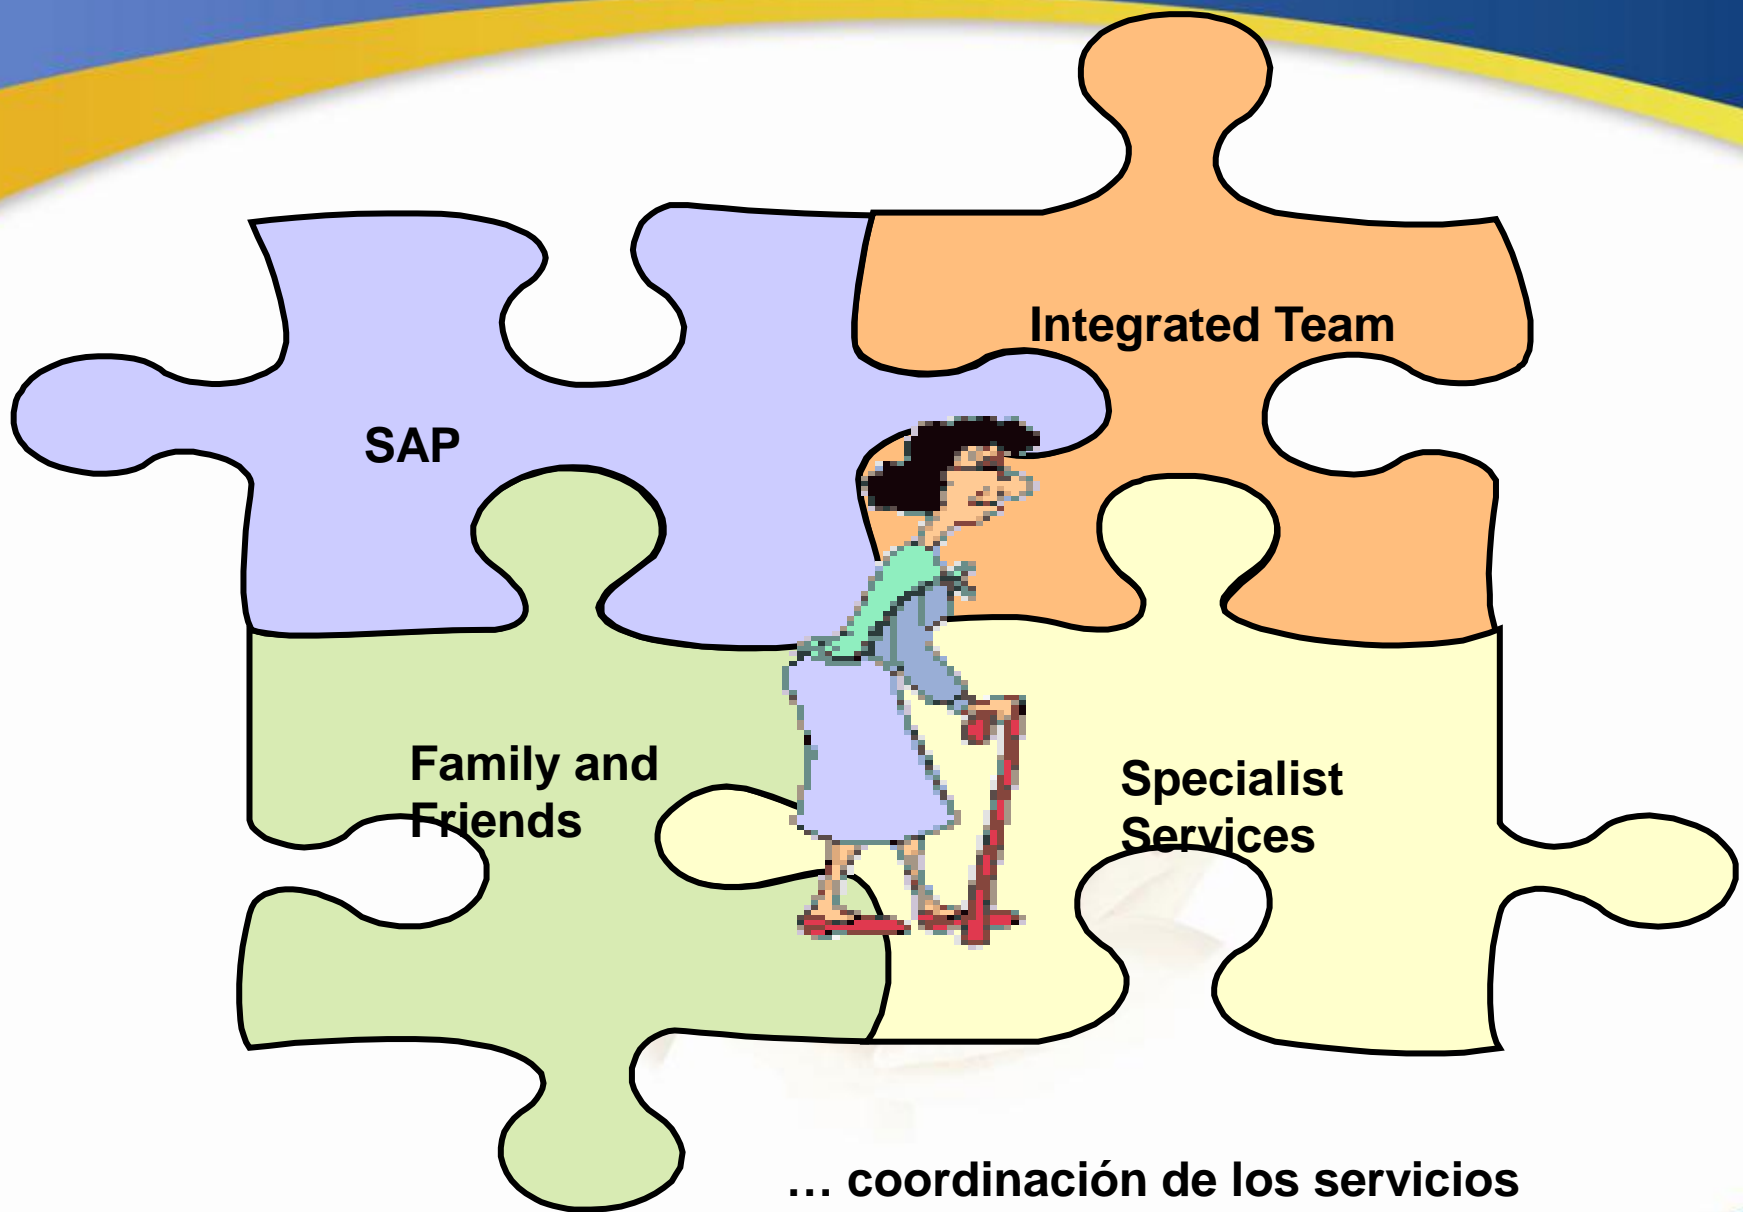 Integrated Team
SAP
Family and
Friends
Specialist
Services
... coordinación de los servicios